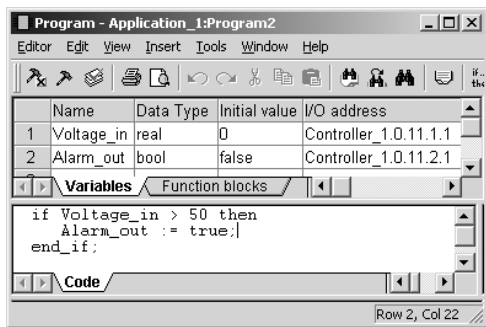 Program - Application_1:Program2
Editor Edit View Insert Tools Window Help
if..
the
Name Data Type Initial value I/O address
1 Voltage_in real 0 Controller_1.0.11.1.1
2 Alarm_out bool false Controller_1.0.11.2.1
Variables Function blocks
if Voltage_in > 50 then
Alarm_out := true;
end_if;
Code
Row 2, Col 22